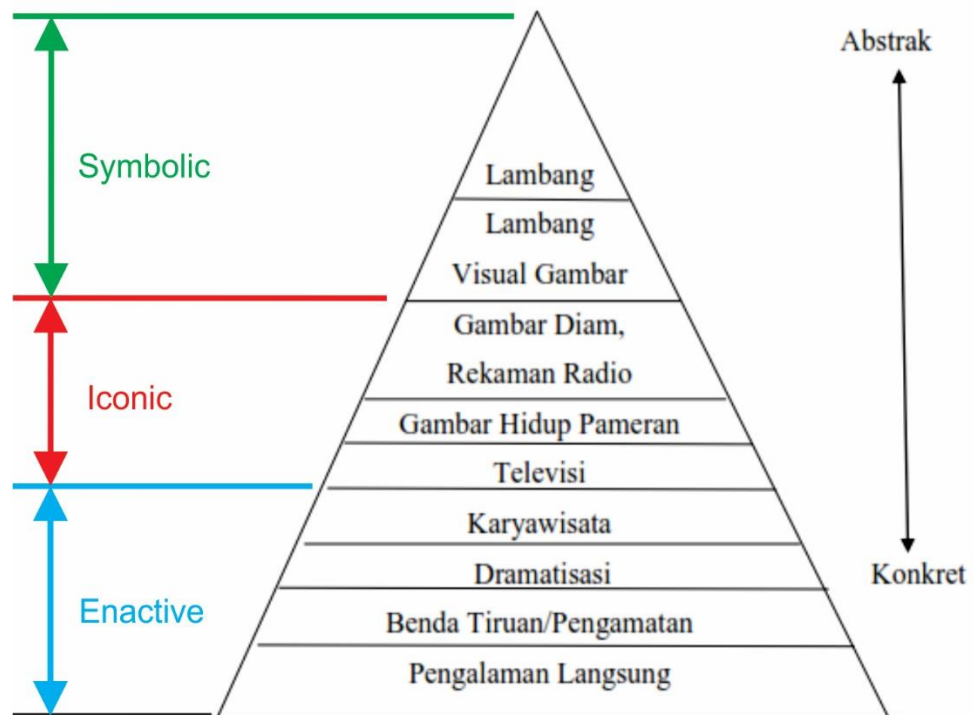 Abstrak
Symbolic
Lambang
Lambang
Visual Gambar
Gambar Diam,
Rekaman Radio
Iconic
Gambar Hidup Pameran
Televisi
Karyawisata
Dramatisasi
Konkret
Enactive
Benda Tiruan/Pengamatan
Pengalaman Langsung